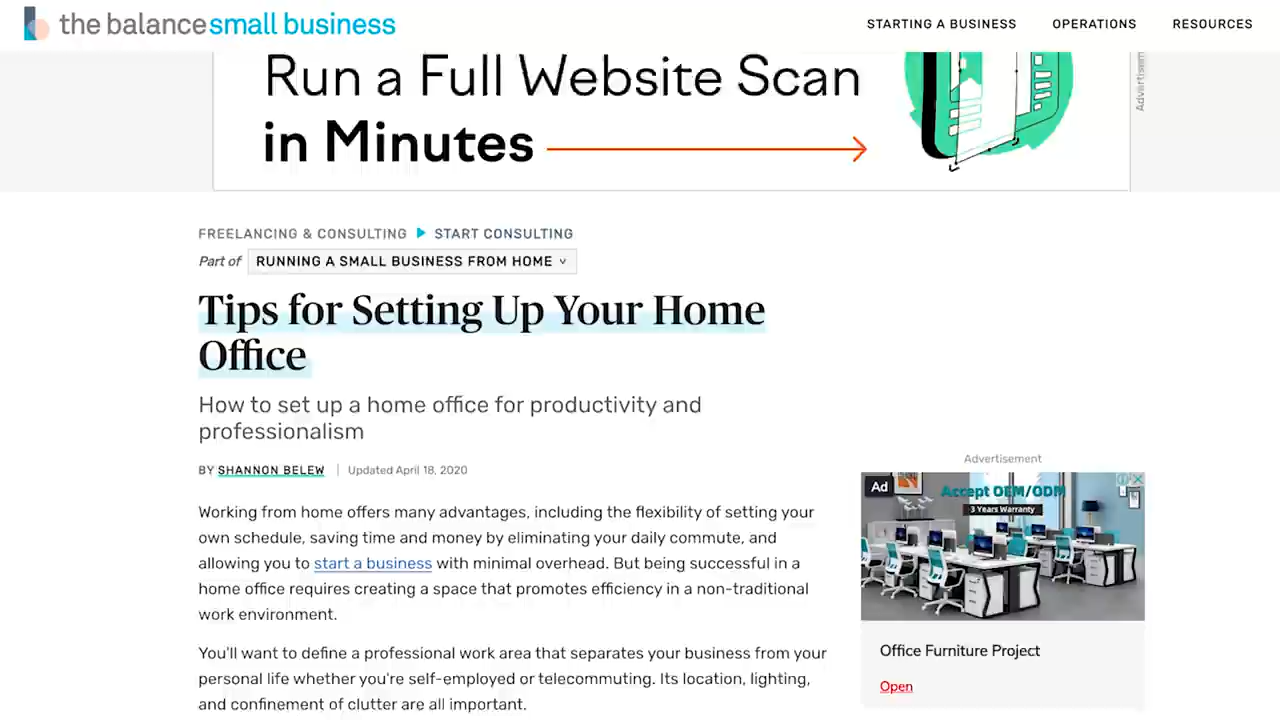 the balance small business
STARTING A BUSINESS OPERATIONS RESOURCES
Run a Full Website Scan
in Minutes
FREELANCING & CONSULTING START CONSULTING
Part of RUNNING A SMALL BUSINESS FROM HOME
Tips for Setting Up Your Home
Office
How to set up a home office for productivity and
professionalism
BY SHANNON BELEW | Updated April 18, 2020
Working from home offers many advantages, including the flexibility of setting your
own schedule, saving time and money by eliminating your daily commute, and
allowing you to start a business with minimal overhead. But being successful in a
home office requires creating a space that promotes efficiency in a non-traditional
work environment.
You'll want to define a professional work area that separates your business from your
personal life whether you're self-employed or telecommuting. Its location, lighting,
and confinement of clutter are all important.
Advertisement
Ad
Accept OEM/ODM
3 Years Warranty
Office Furniture Project
Open